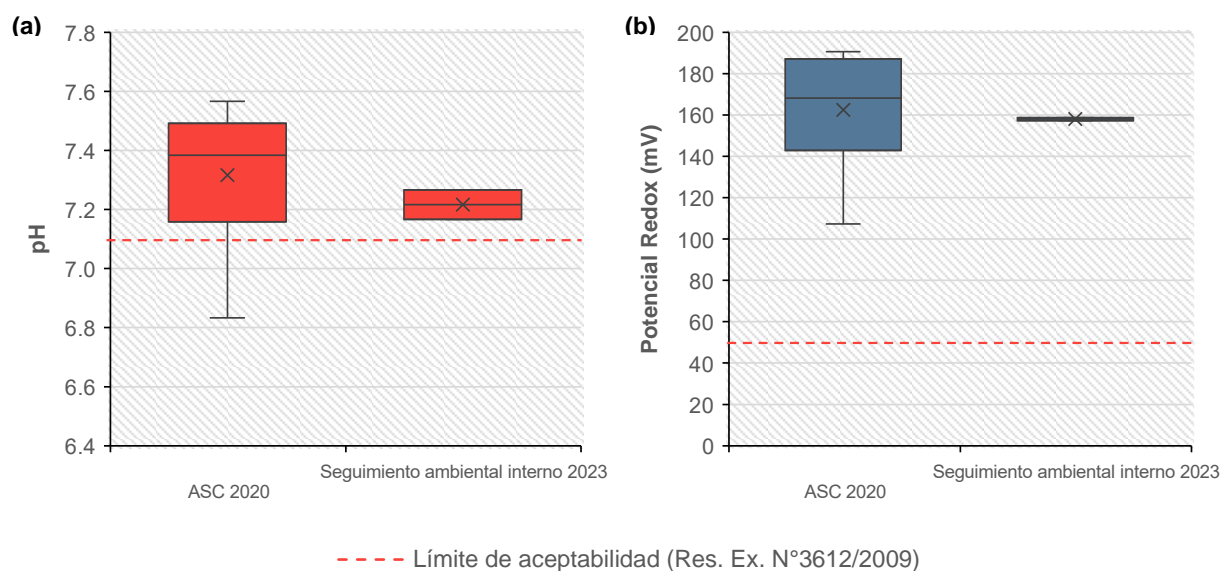 (a)
7.8
7.6
7.4
7.2
7.0
6.8
6.6
6.4
pH
ASC 2020
Seguimiento ambiental interno 2023
(b)
200
180
160
140
120
100
80
60
40
20
0
Potencial Redox (mV)
ASC 2020
Seguimiento ambiental interno 2023
Límite de aceptabilidad (Res. Ex. N°3612/2009)